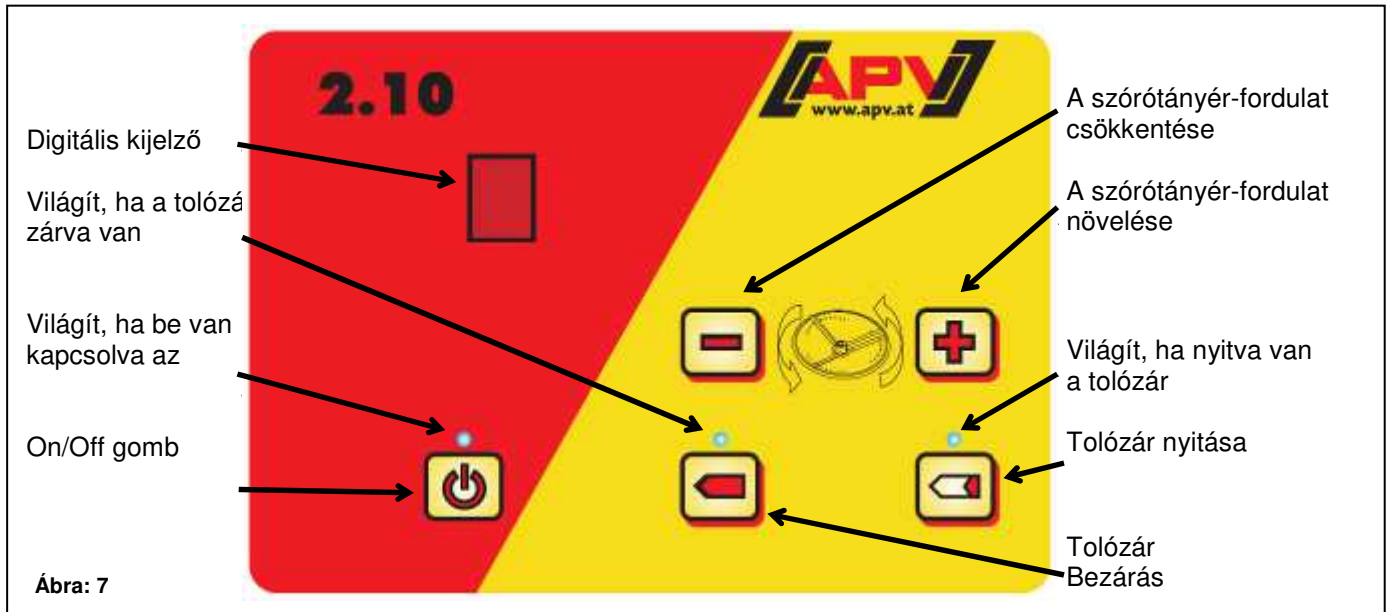 2.10
APV
www.apv.at
Digitális kijelző
Világít, ha a tolózá
zárva van
Világít, ha be van
kapcsolva az
On/Off gomb
A szórótányér-fordulat
csökkentése
A szórótányér-fordulat
növelése
Világít, ha nyitva van
a tolózár
Tolózár nyitása
Tolózár
Bezárás
Ábra: 7